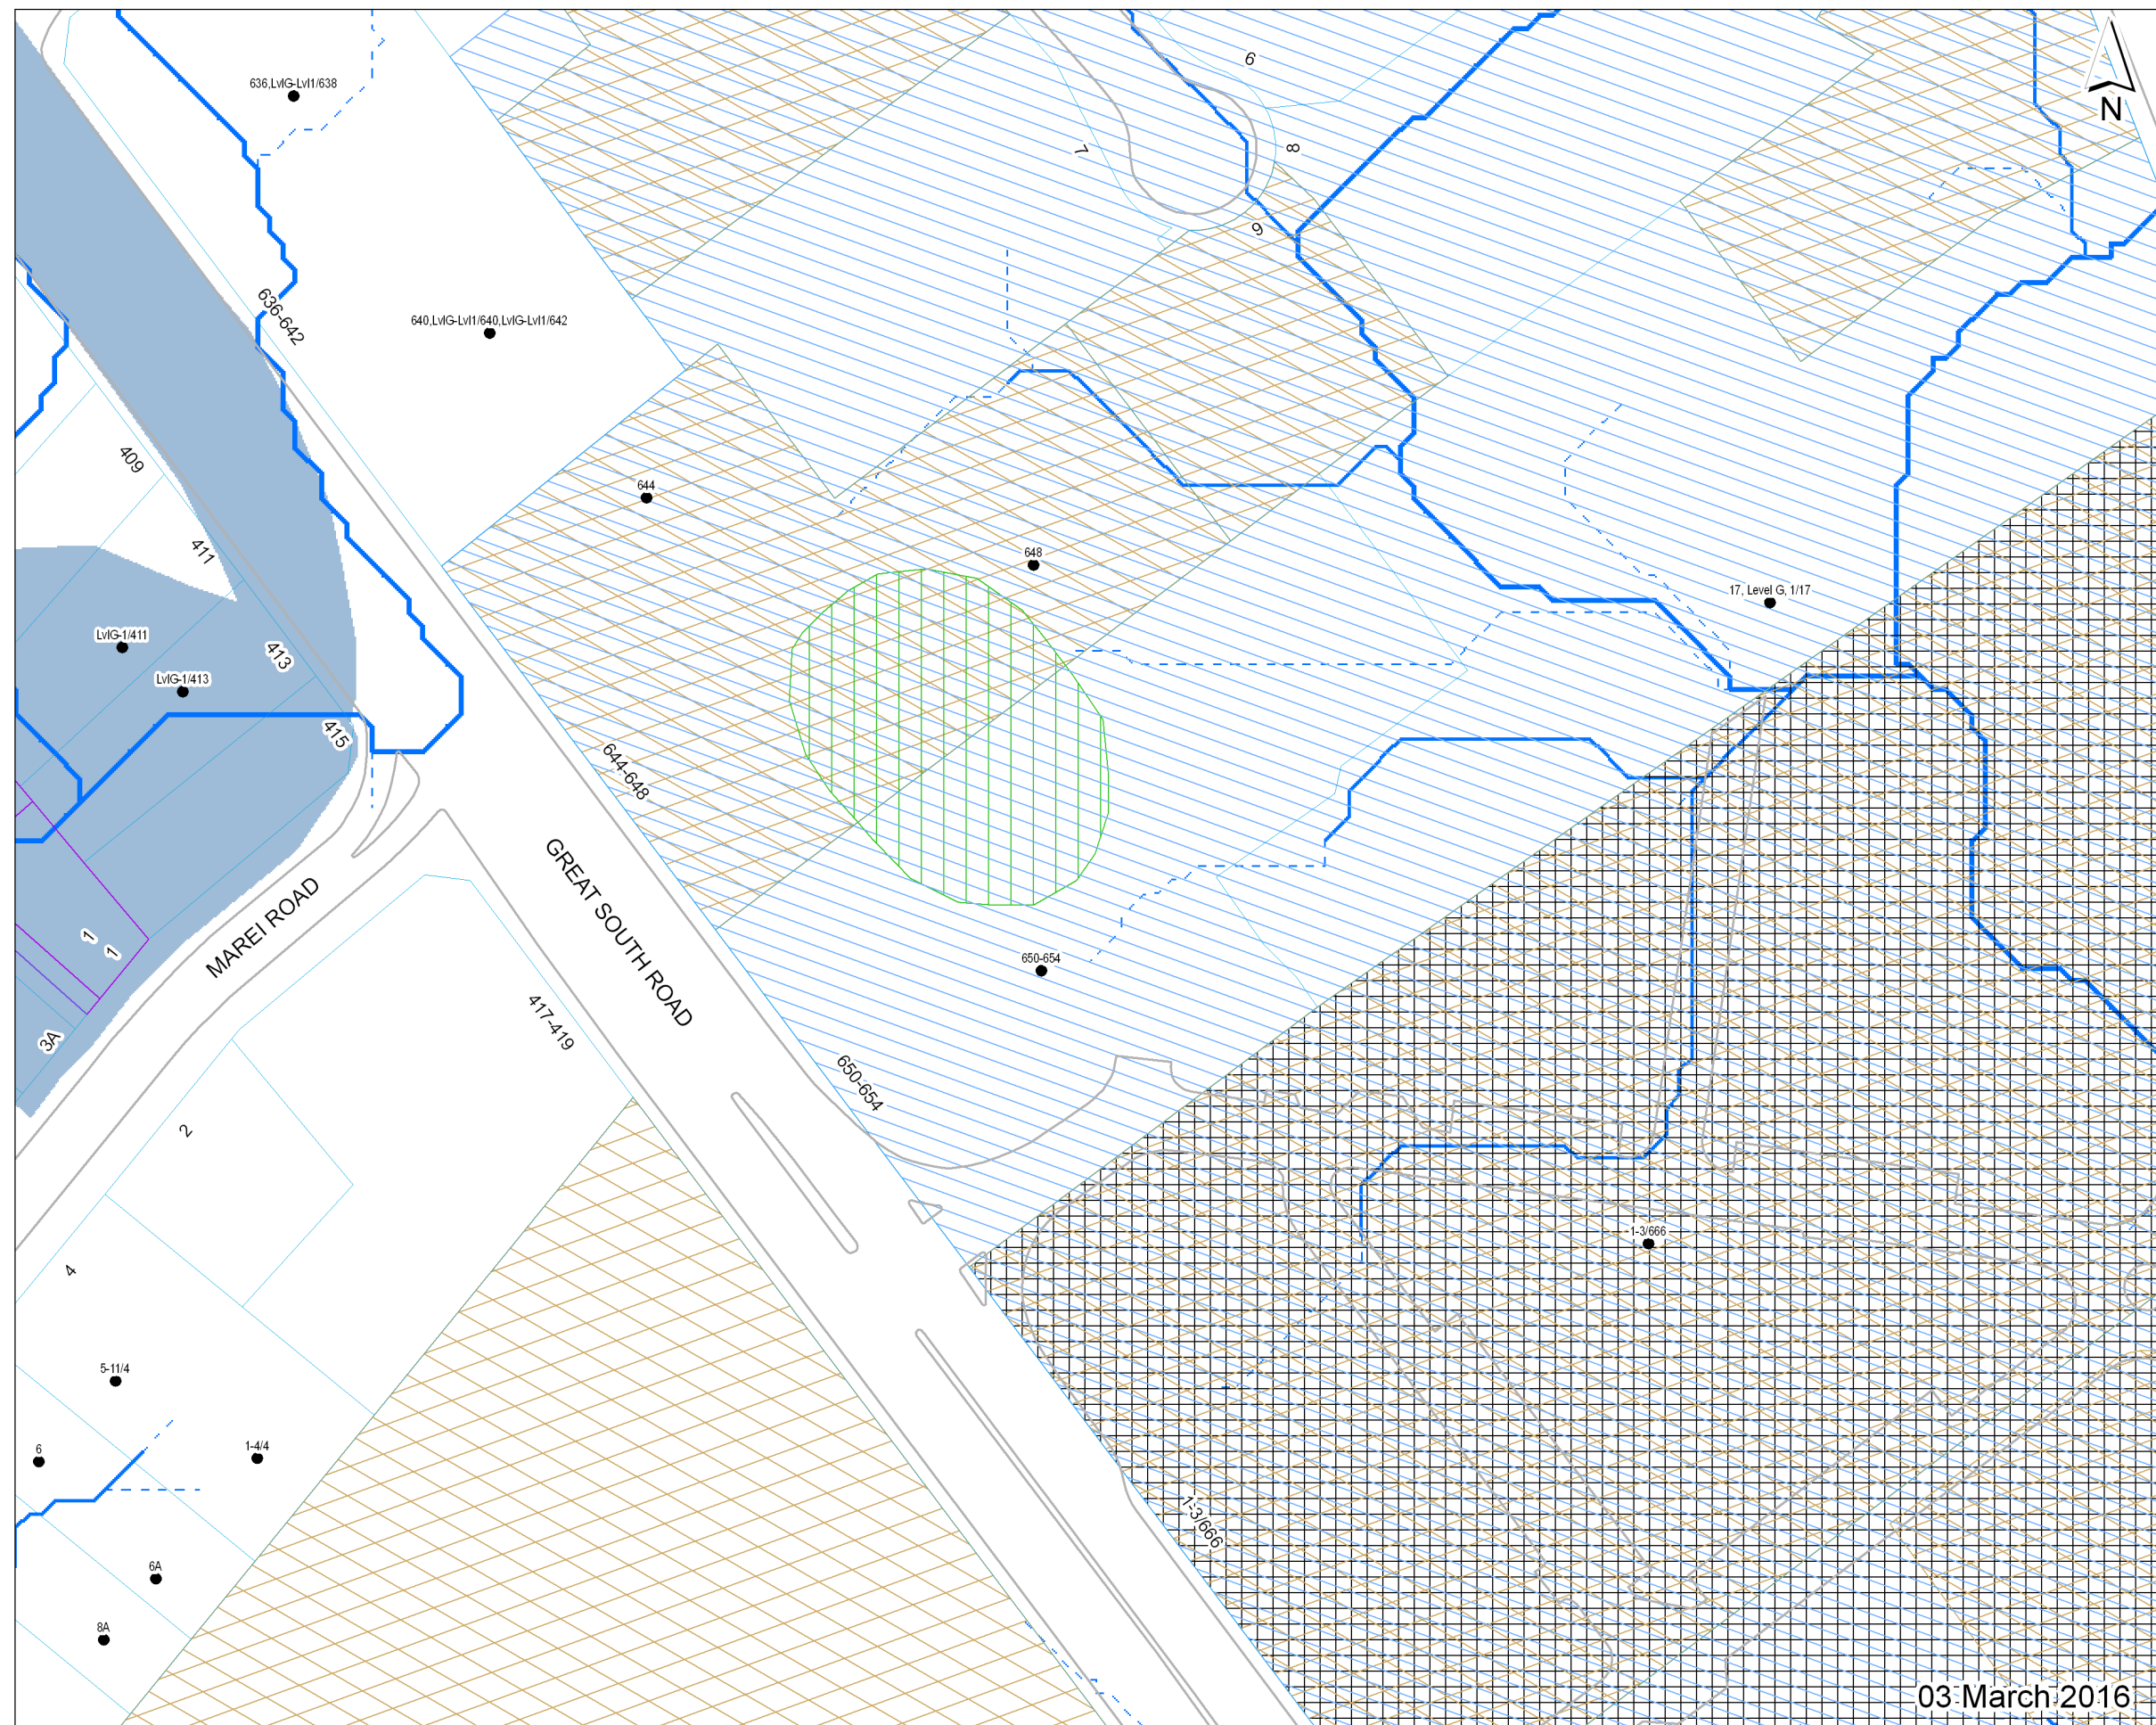 636,LvlG-Lvl1/638
6
N
7
8
9
636-642
640,LvlG-Lvl1/640,LvlG-Lvl1/642
409
644
411
648
17, Level G, 1/17
LvlG-1/411
413
LvlG-1/413
415
644-648
GREAT SOUTH ROAD
MAREI ROAD
1
1
650-654
417-419
3A
650-654
2
1-3/666
4
5-11/4
6
1-4/4
1-3/666
6A
8A
03 March 2016